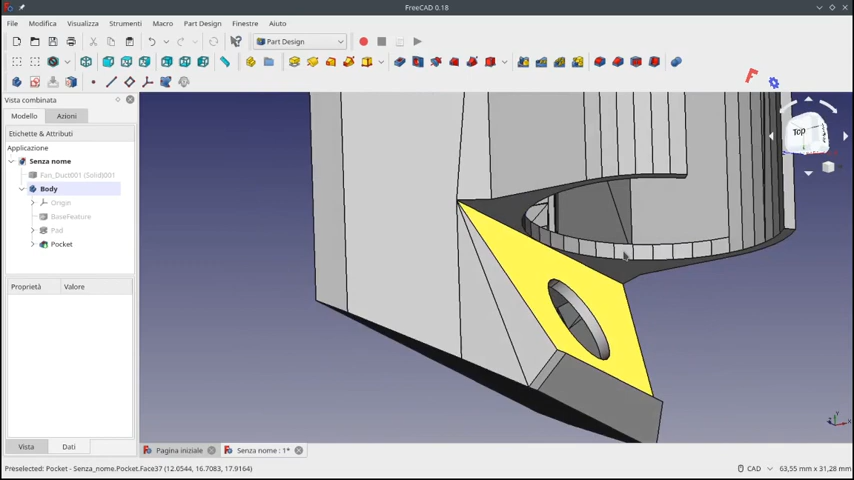 FreeCAD 0.18
File Modifica Visualizza Strumenti Macro Part Design Finestre Aiuto
Part Design
Vista combinata
Modello Azioni
Etichette & Attributi
Applicazione
Senza nome
Fan_Duct001 (Solid)001
Body
Origin
BaseFeature
Pad
Pocket
Proprietà Valore
Top
Vista Dati
Pagina iniziale Senza nome : 1*
Preselected: Pocket - Senza_nome.Pocket.Face37 (12.0544, 16.7083, 17.9164) CAD 63,55 mm x 31,28 mm